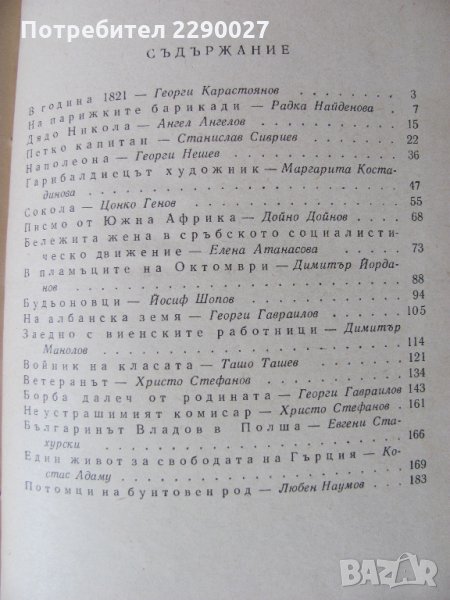 Потребител 2290027
СЪДЪРЖАНИЕ
В година 1821 — Георги Карастоянов . . . . . . . . . 3
На парижките барикади — Радка Найденова . 7
Дядо Никола — Ангел Ангелов . . . . . . . . . . . 15
Петко капитан — Станислав Сивриев . . . . . . . 22
Наполеона — Георги Нешев . . . . . . . . . . . . . 36
Гарибалдиецът художник — Маргарита Коста-
динова . . . . . . . . . . . . . . . . . . . . . . . 47
Сокола — Цонко Генов . . . . . . . . . . . . . . . 55
Писмо от Южна Африка — Дойно Дойнов . . . 68
Бележита жена в сръбското социалисти-
ческо движение — Елена Атанасова . . . . . . . 73
В пламъците на Октомври — Димитър Йорда-
нов . . . . . . . . . . . . . . . . . . . . . . . . . 88
Будьоновци — Йосиф Шопов . . . . . . . . . . . . 94
На албанска земя — Георги Гавраилов . . . . . 105
Заедно с виенските работници — Димитър
Манолов . . . . . . . . . . . . . . . . . . . . . . 114
Войник на класата — Ташо Ташев . . . . . . . . 121
Ветеранът — Христо Стефанов . . . . . . . . . . 134
Борба далеч от родината — Георги Гавраилов 143
Неустрашимият комисар — Христо Стефанов . 161
Българинът Владов в Полша — Евгени Ста-
хурски . . . . . . . . . . . . . . . . . . . . . . . 166
Един живот за свободата на Гърция — Ко-
стас Адаму . . . . . . . . . . . . . . . . . . . . . 169
Потомци на бунтовен род — Любен Наумов . . 183
BAZAR
.bg